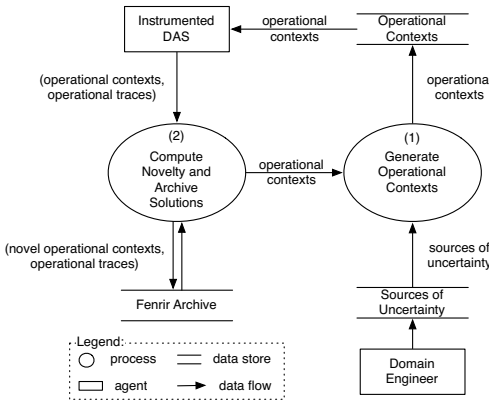 Instrumented
DAS
operational
contexts
Operational
Contexts
(operational contexts,
operational traces)
operational
contexts
(2)
Compute
Novelty and
Archive
Solutions
operational
contexts
(1)
Generate
Operational
Contexts
(novel operational contexts,
operational traces)
sources of
uncertainty
Fenrir Archive
Sources of
Uncertainty
Legend:
process
data store
agent
data flow
Domain
Engineer